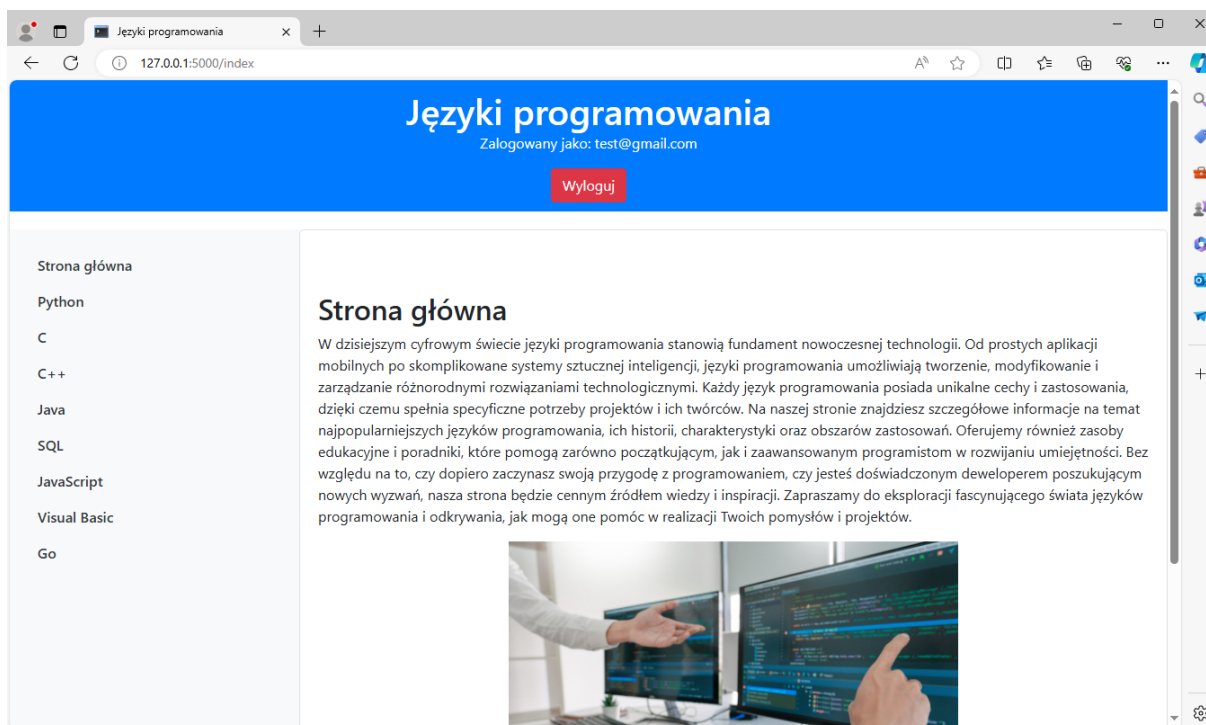 Języki programowania
127.0.0.1:5000/index
Języki programowania
Zalogowany jako: test@gmail.com
Wyloguj
Strona główna
Python
C
C++
Java
SQL
JavaScript
Visual Basic
Go
Strona główna
W dzisiejszym cyfrowym świecie języki programowania stanowią fundament nowoczesnej technologii. Od prostych aplikacji
mobilnych po skomplikowane systemy sztucznej inteligencji, języki programowania umożliwiają tworzenie, modyfikowanie i
zarządzanie różnorodnymi rozwiązaniami technologicznymi. Każdy język programowania posiada unikalne cechy i zastosowania,
dzięki czemu spełnia specyficzne potrzeby projektów i ich twórców. Na naszej stronie znajdziesz szczegółowe informacje na temat
najpopularniejszych języków programowania, ich historii, charakterystyki oraz obszarów zastosowań. Oferujemy również zasoby
edukacyjne i poradniki, które pomogą zarówno początkującym, jak i zaawansowanym programistom w rozwijaniu umiejętności. Bez
względu na to, czy dopiero zaczynasz swoją przygodę z programowaniem, czy jesteś doświadczonym deweloperem poszukującym
nowych wyzwań, nasza strona będzie cennym źródłem wiedzy i inspiracji. Zapraszamy do eksploracji fascynującego świata języków
programowania i odkrywania, jak mogą one pomóc w realizacji Twoich pomysłów i projektów.